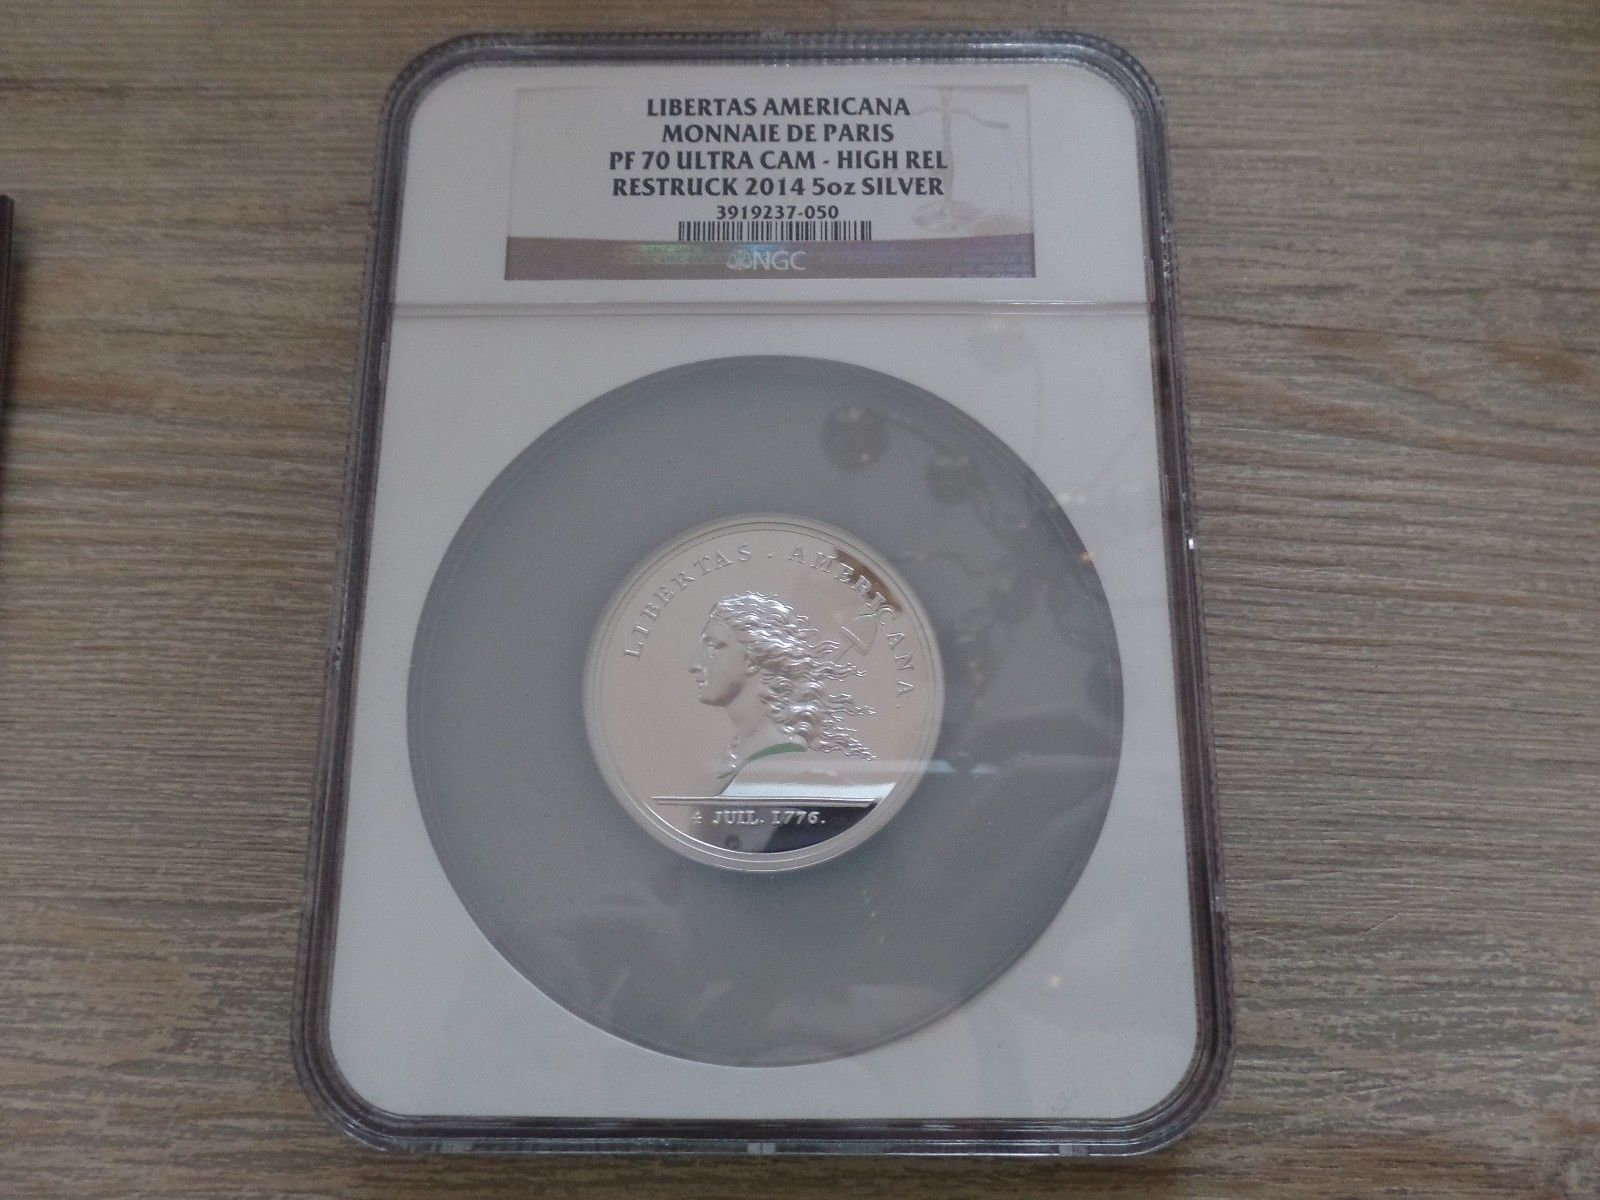 LIBERTAS AMERICANA
MONNAIE DE PARIS
PF 70 ULTRA CAM - HIGH REL
RESTRUCK 2014 5oz SILVER
3919237-050
NGC
LIBERTAS . AMERICANA.
4 JUIL. 1776.